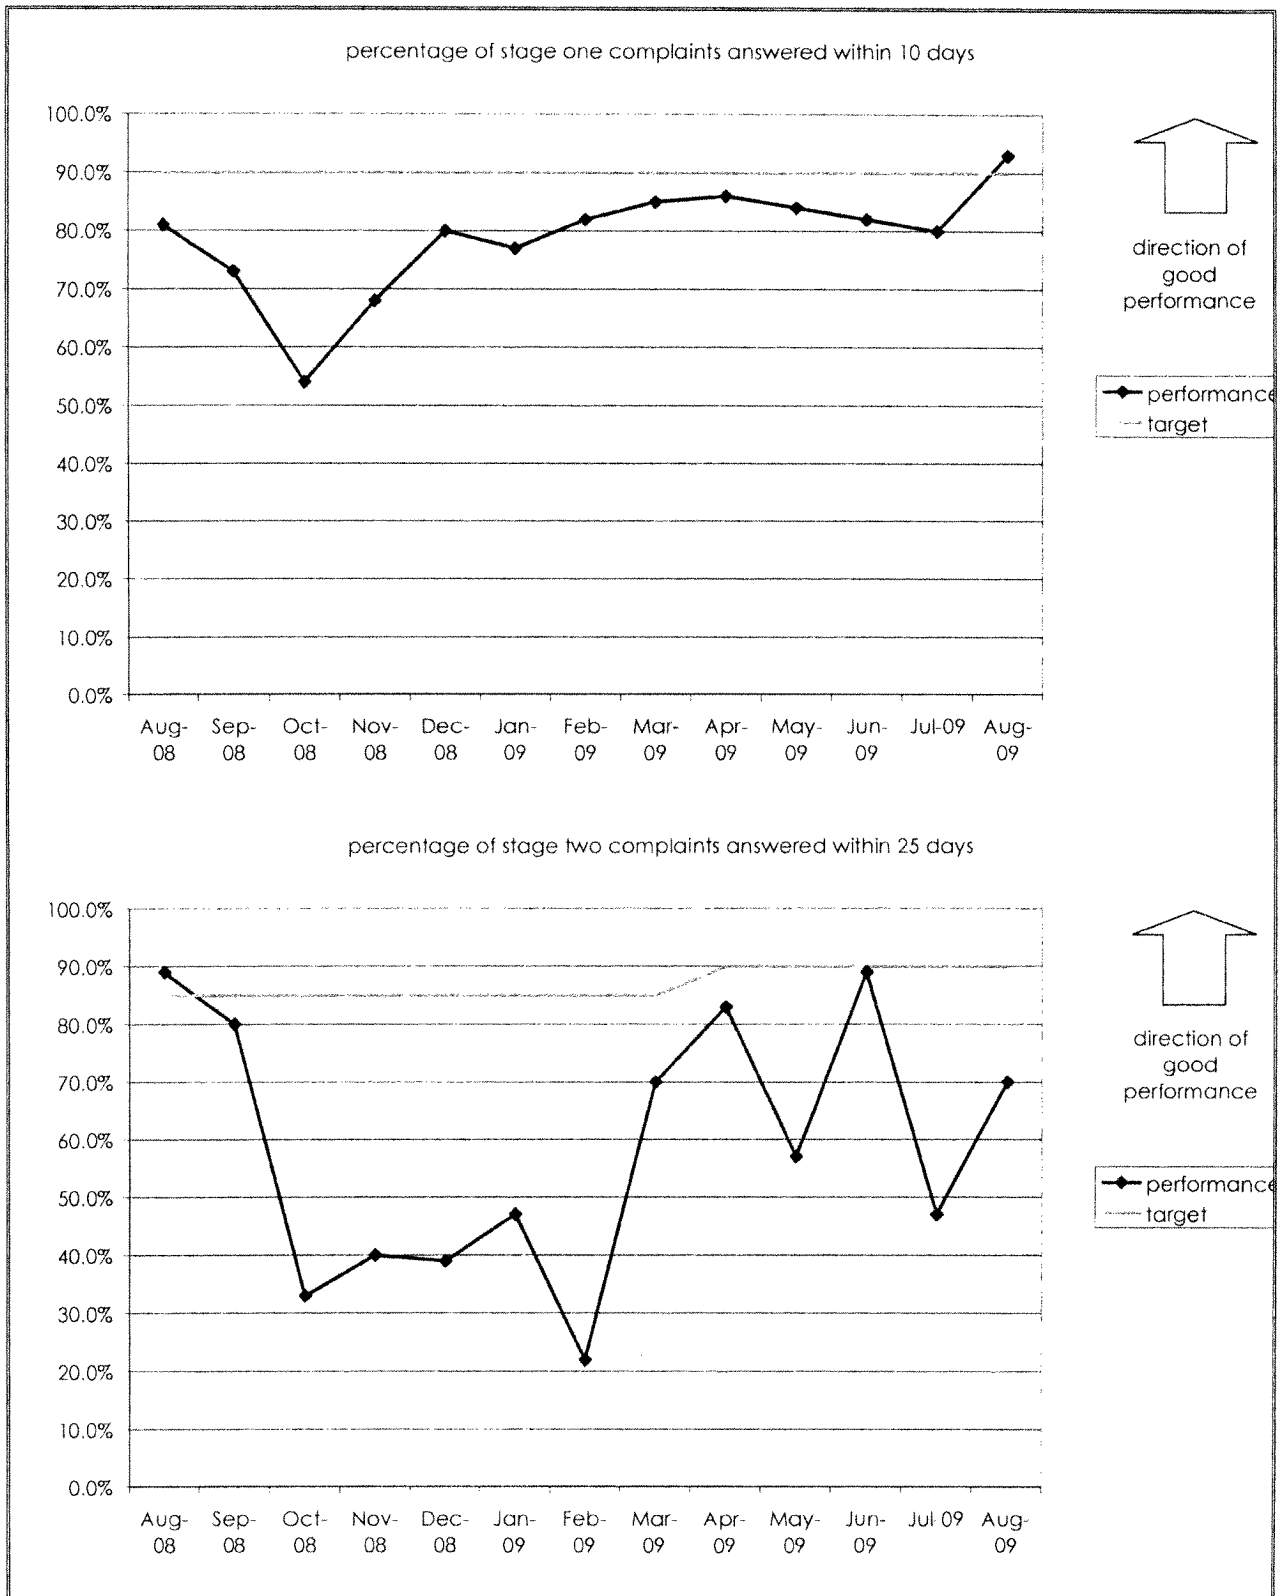 percentage of stage one complaints answered within 10 days
100.0%
90.0%
80.0%
70.0%
60.0%
50.0%
40.0%
30.0%
20.0%
10.0%
0.0%
Aug- Sep- Oct- Nov- Dec- Jan- Feb- Mar- Apr- May- Jun- Jul-09 Aug-
08 08 08 08 08 09 09 09 09 09 09 09
direction of
good
performance
performance
target
percentage of stage two complaints answered within 25 days
100.0%
90.0%
80.0%
70.0%
60.0%
50.0%
40.0%
30.0%
20.0%
10.0%
0.0%
Aug- Sep- Oct- Nov- Dec- Jan- Feb- Mar- Apr- May- Jun- Jul-09 Aug-
08 08 08 08 08 09 09 09 09 09 09 09
direction of
good
performance
performance
target